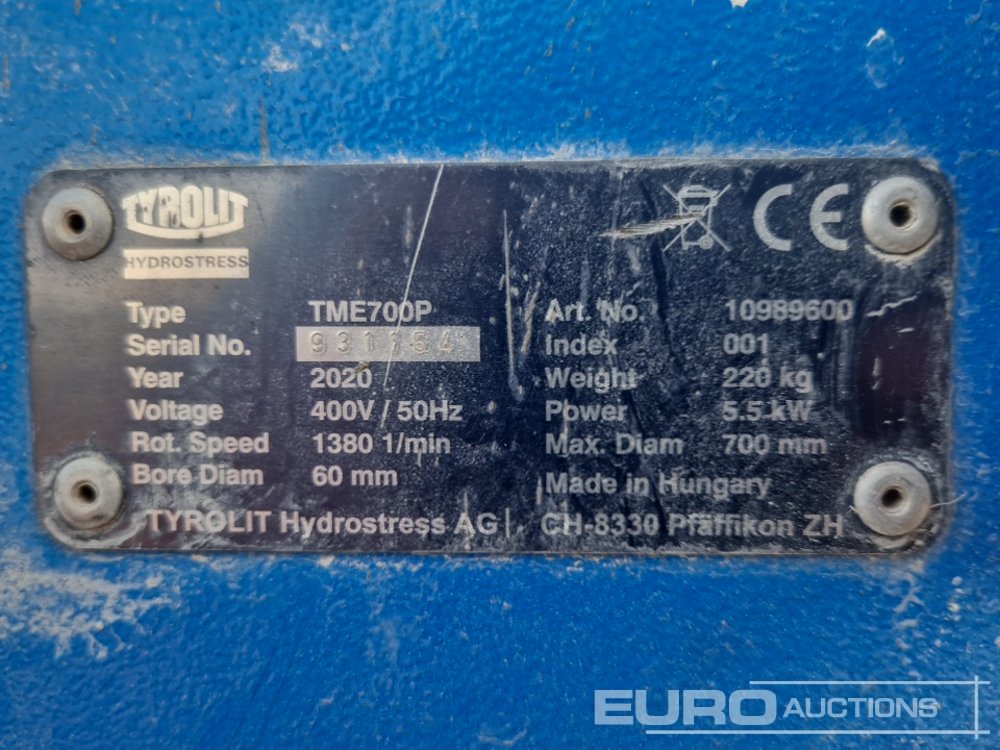 TYROLIT
HYDROSTRESS
CE
Type TME700P Art. No. 10989600
Serial No. Index 001
Year 2020 Weight 220 kg
Voltage 400V / 50Hz Power 5.5 kW
Rot. Speed 1380 1/min Max. Diam 700 mm
Bore Diam 60 mm Made in Hungary
TYROLIT Hydrostress AG | CH-8330 Pfäffikon ZH
EURO AUCTIONS